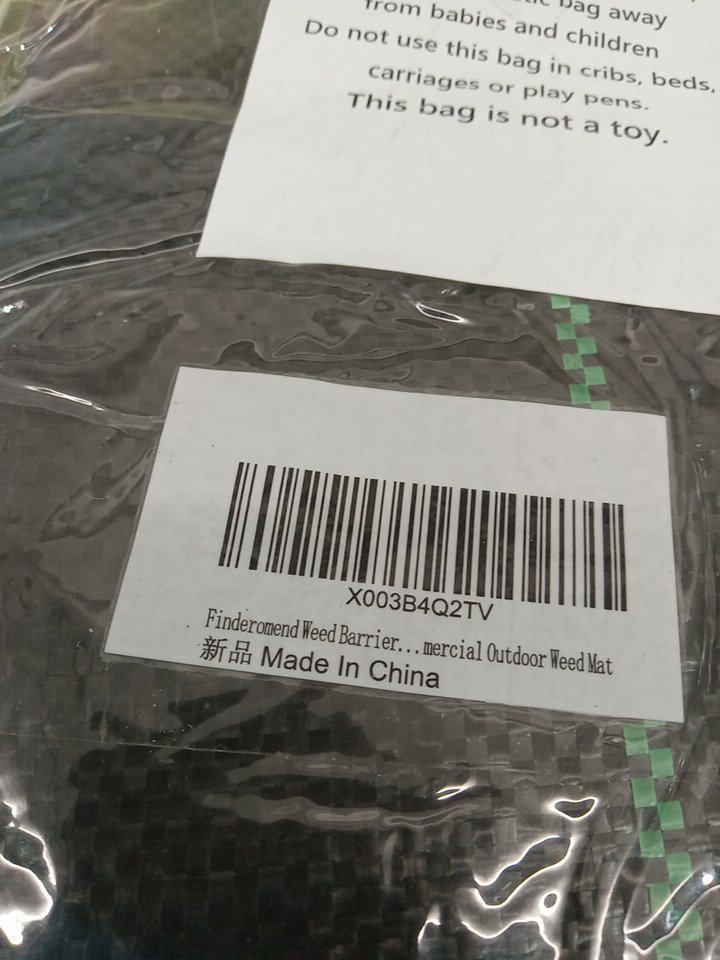 bag away
from babies and children
Do not use this bag in cribs, beds,
carriages or play pens.
This bag is not a toy.
X003B4Q2TV
Finderomend Weed Barrier...mercial Outdoor Weed Mat
新品 Made In China